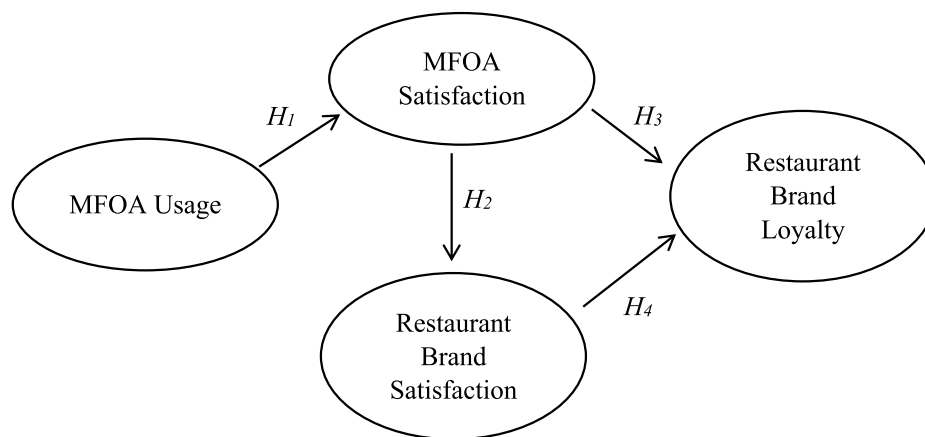 MFOA
Satisfaction
H1
H3
MFOA Usage
H2
Restaurant
Brand
Loyalty
H4
Restaurant
Brand
Satisfaction